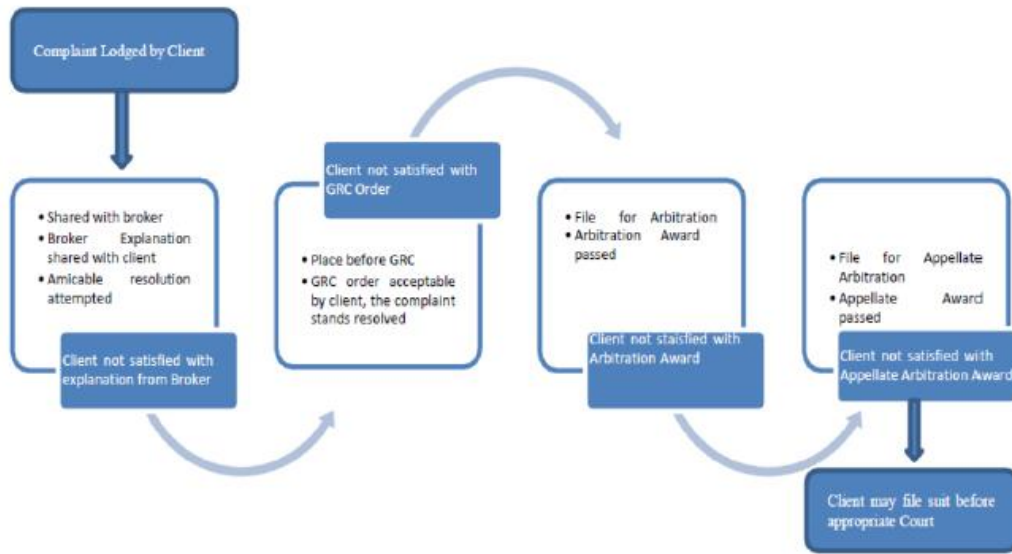 Complaint Lodged by Client
• Shared with broker
• Broker Explanation
shared with client
• Amicable resolution
attempted
Client not satisfied with
explanation from Broker
Client not satisfied with
GRC Order
• Place before GRC
• GRC order acceptable
by client, the complaint
stands resolved
• File for Arbitration
• Arbitration Award
passed
Client not staisfied with
Arbitration Award
• File for Appellate
Arbitration
• Appellate Award
passed
Client not satisfied with
Appellate Arbitration Award
Client may file suit before
appropriate Court